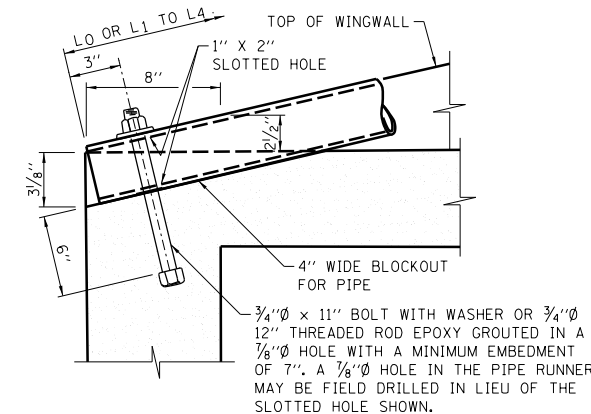 L0 OR L1 TO L4.
TOP OF WINGWALL
3"
1" X 2"
SLOTTED HOLE
8"
2½"
3⅛"
6"
4" WIDE BLOCKOUT
FOR PIPE
¾"Ø x 11" BOLT WITH WASHER OR ¾"Ø
12" THREADED ROD EPOXY GROUTED IN A
⅞"Ø HOLE WITH A MINIMUM EMBEDMENT
OF 7". A ⅞"Ø HOLE IN THE PIPE RUNNER
MAY BE FIELD DRILLED IN LIEU OF THE
SLOTTED HOLE SHOWN.